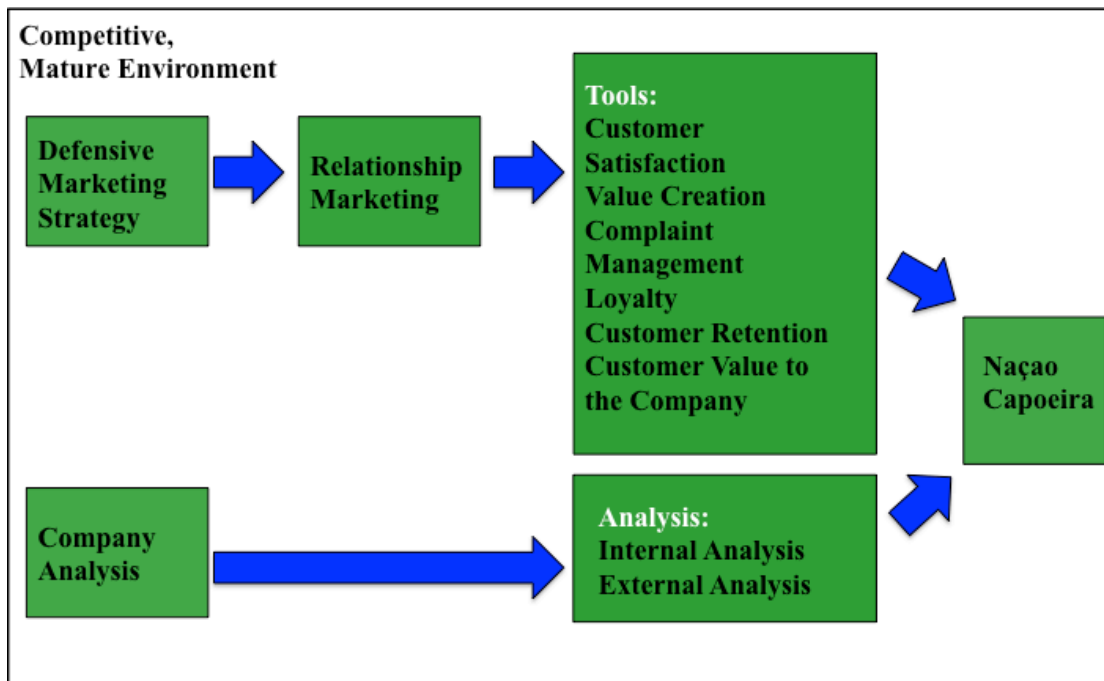 Competitive,
Mature Environment
Defensive
Marketing
Strategy
Relationship
Marketing
Tools:
Customer
Satisfaction
Value Creation
Complaint
Management
Loyalty
Customer Retention
Customer Value to
the Company
Naçao
Capoeira
Company
Analysis
Analysis:
Internal Analysis
External Analysis